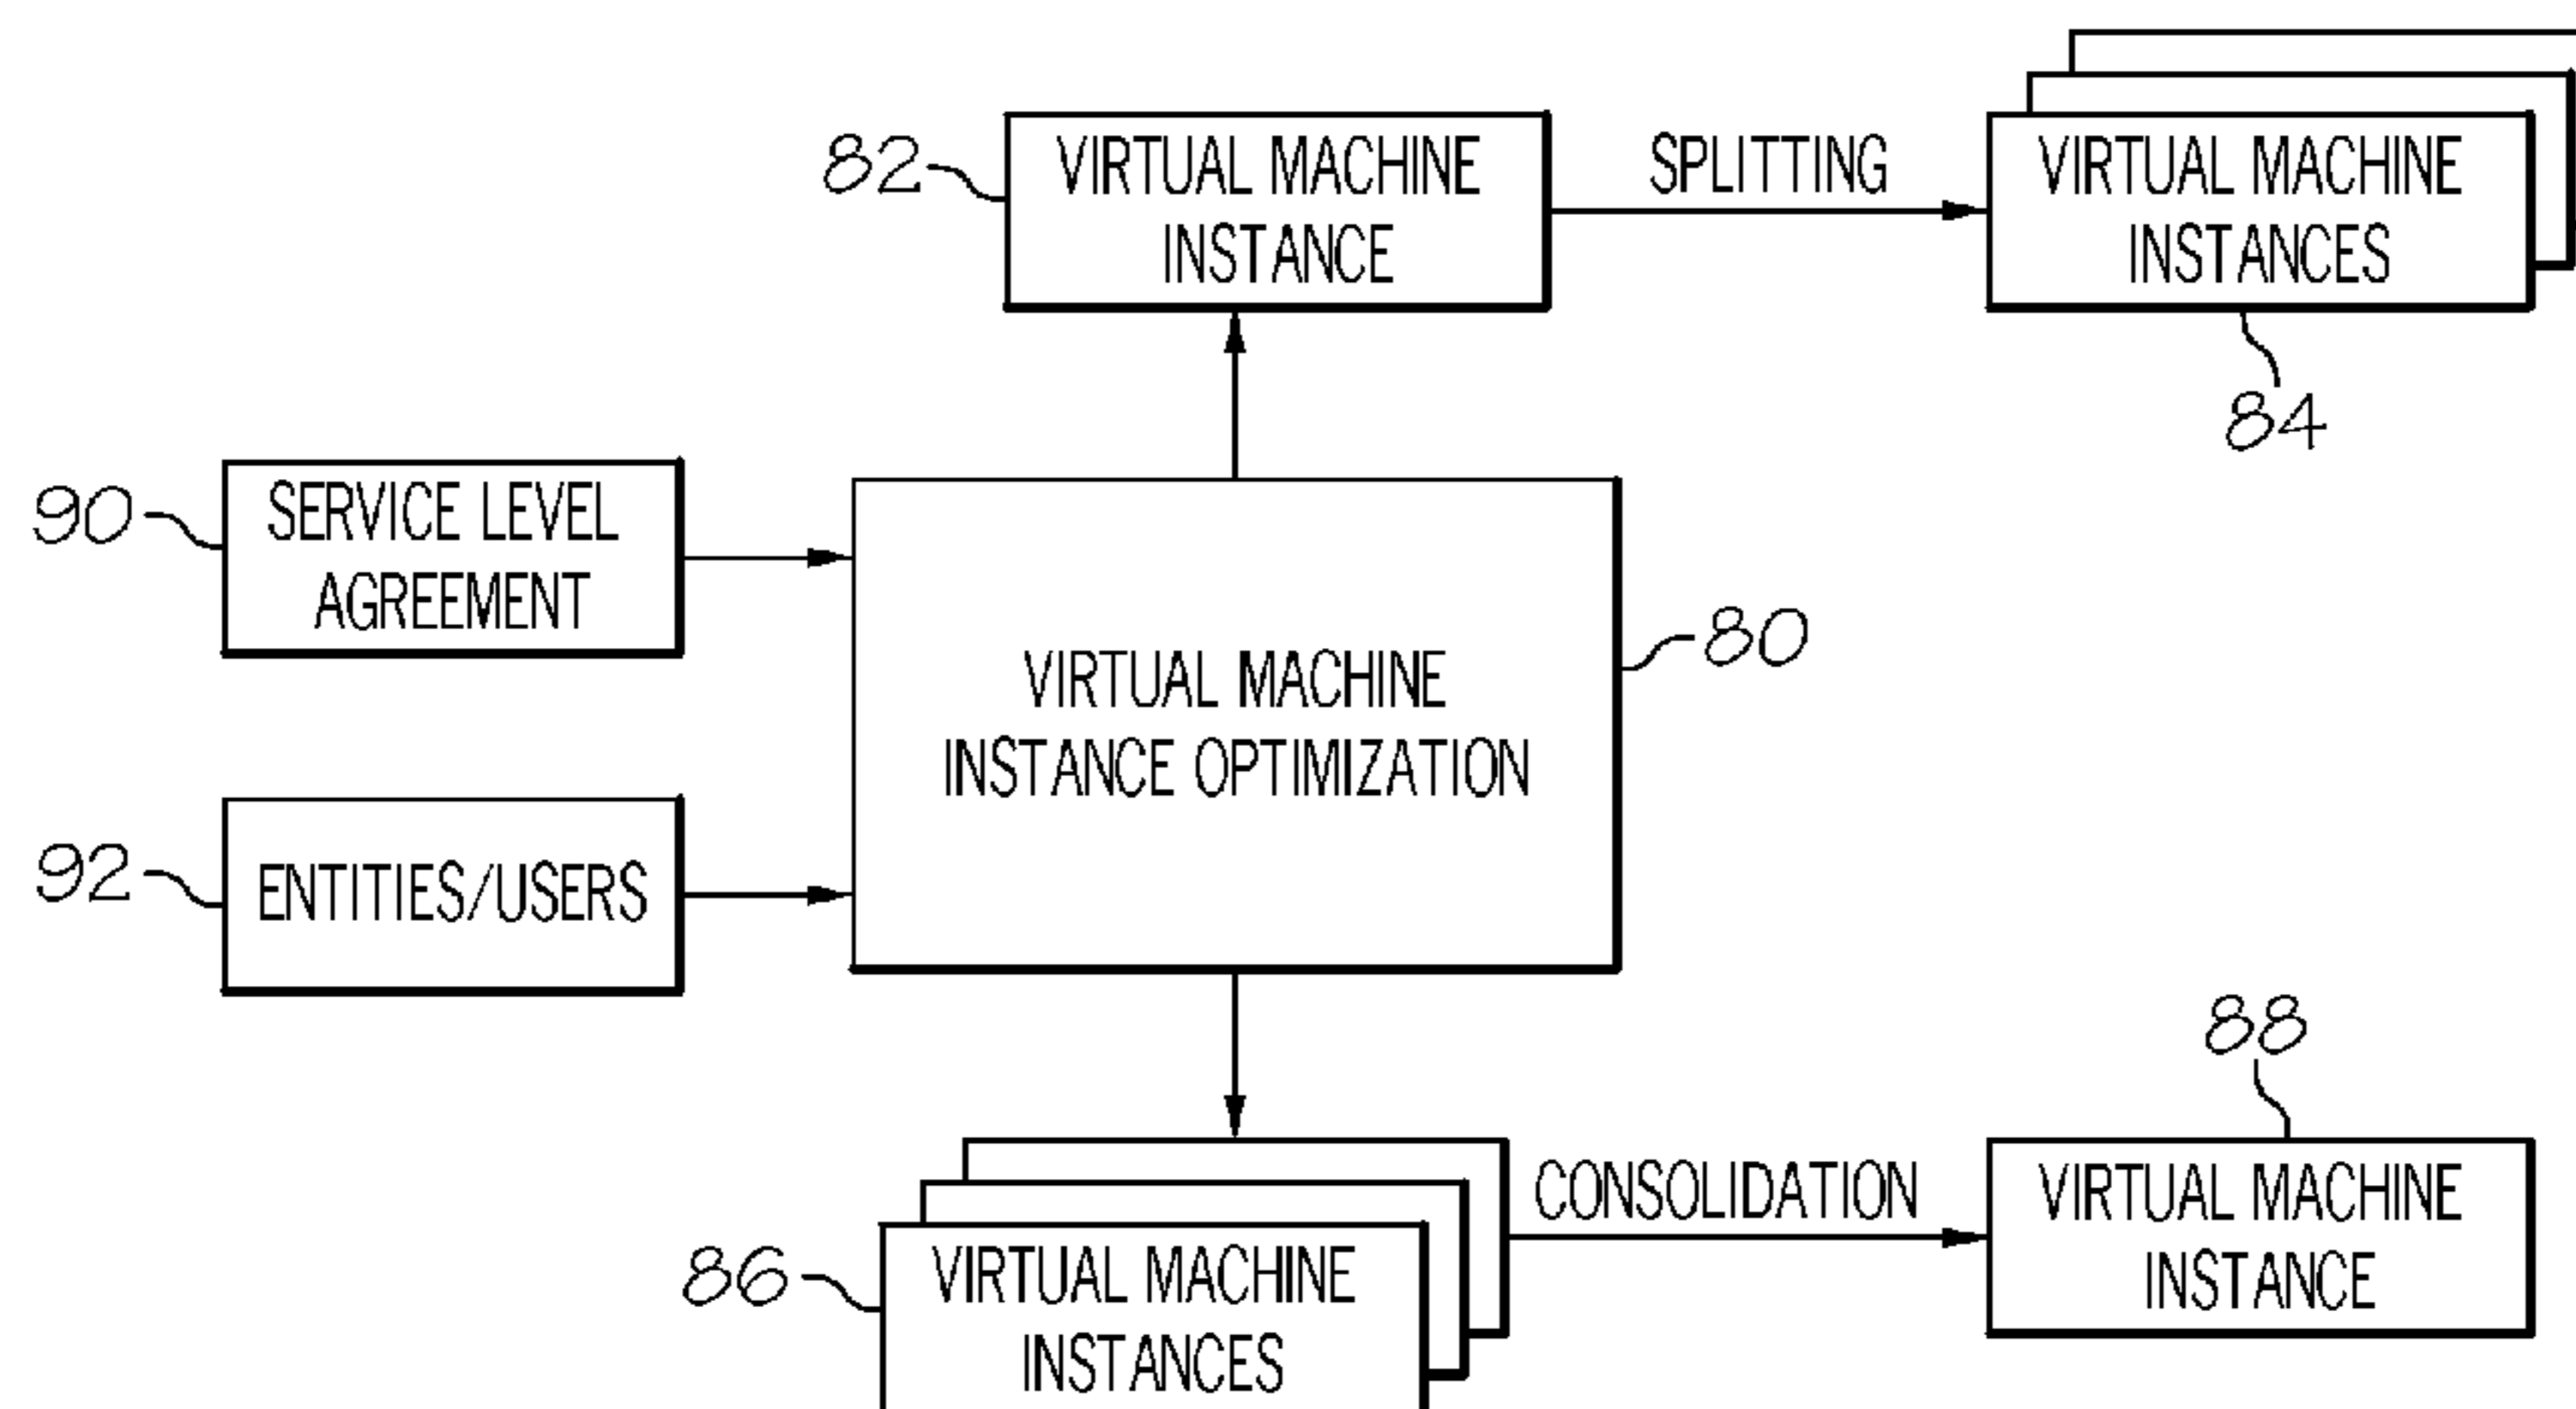 82
VIRTUAL MACHINE
INSTANCE
SPLITTING
VIRTUAL MACHINE
INSTANCES
84
90
SERVICE LEVEL
AGREEMENT
VIRTUAL MACHINE
INSTANCE OPTIMIZATION
80
92
ENTITIES/USERS
88
86
VIRTUAL MACHINE
INSTANCES
CONSOLIDATION
VIRTUAL MACHINE
INSTANCE